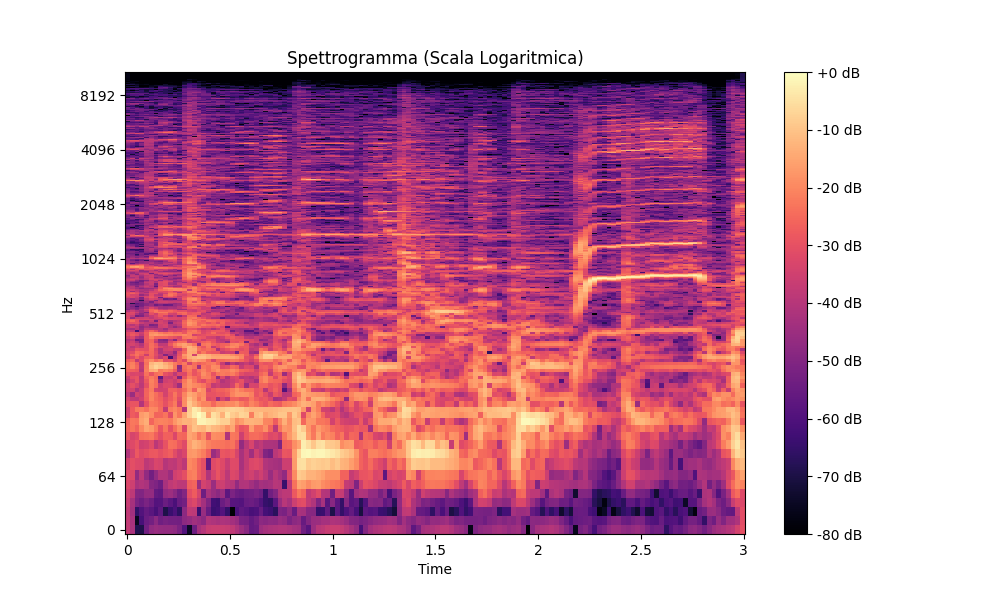 Spettrogramma (Scala Logaritmica)
Hz
8192
4096
2048
1024
512
256
128
64
0
0
0.5
1
1.5
2
2.5
3
Time
+0 dB
-10 dB
-20 dB
-30 dB
-40 dB
-50 dB
-60 dB
-70 dB
-80 dB